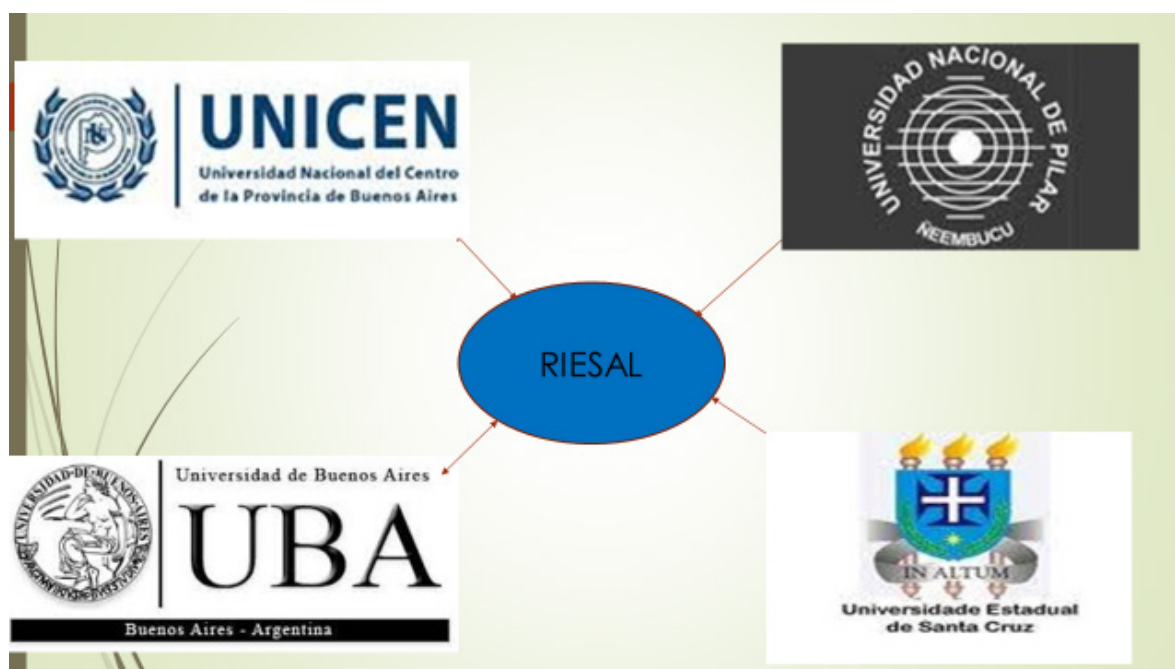 UNICEN
Universidad Nacional del Centro
de la Provincia de Buenos Aires
UNIVERSIDAD NACIONAL DE PILAR
ÑEEMBUCU
RIESAL
Universidad de Buenos Aires
UBA
Buenos Aires - Argentina
IN ALTUM
Universidade Estadual
de Santa Cruz